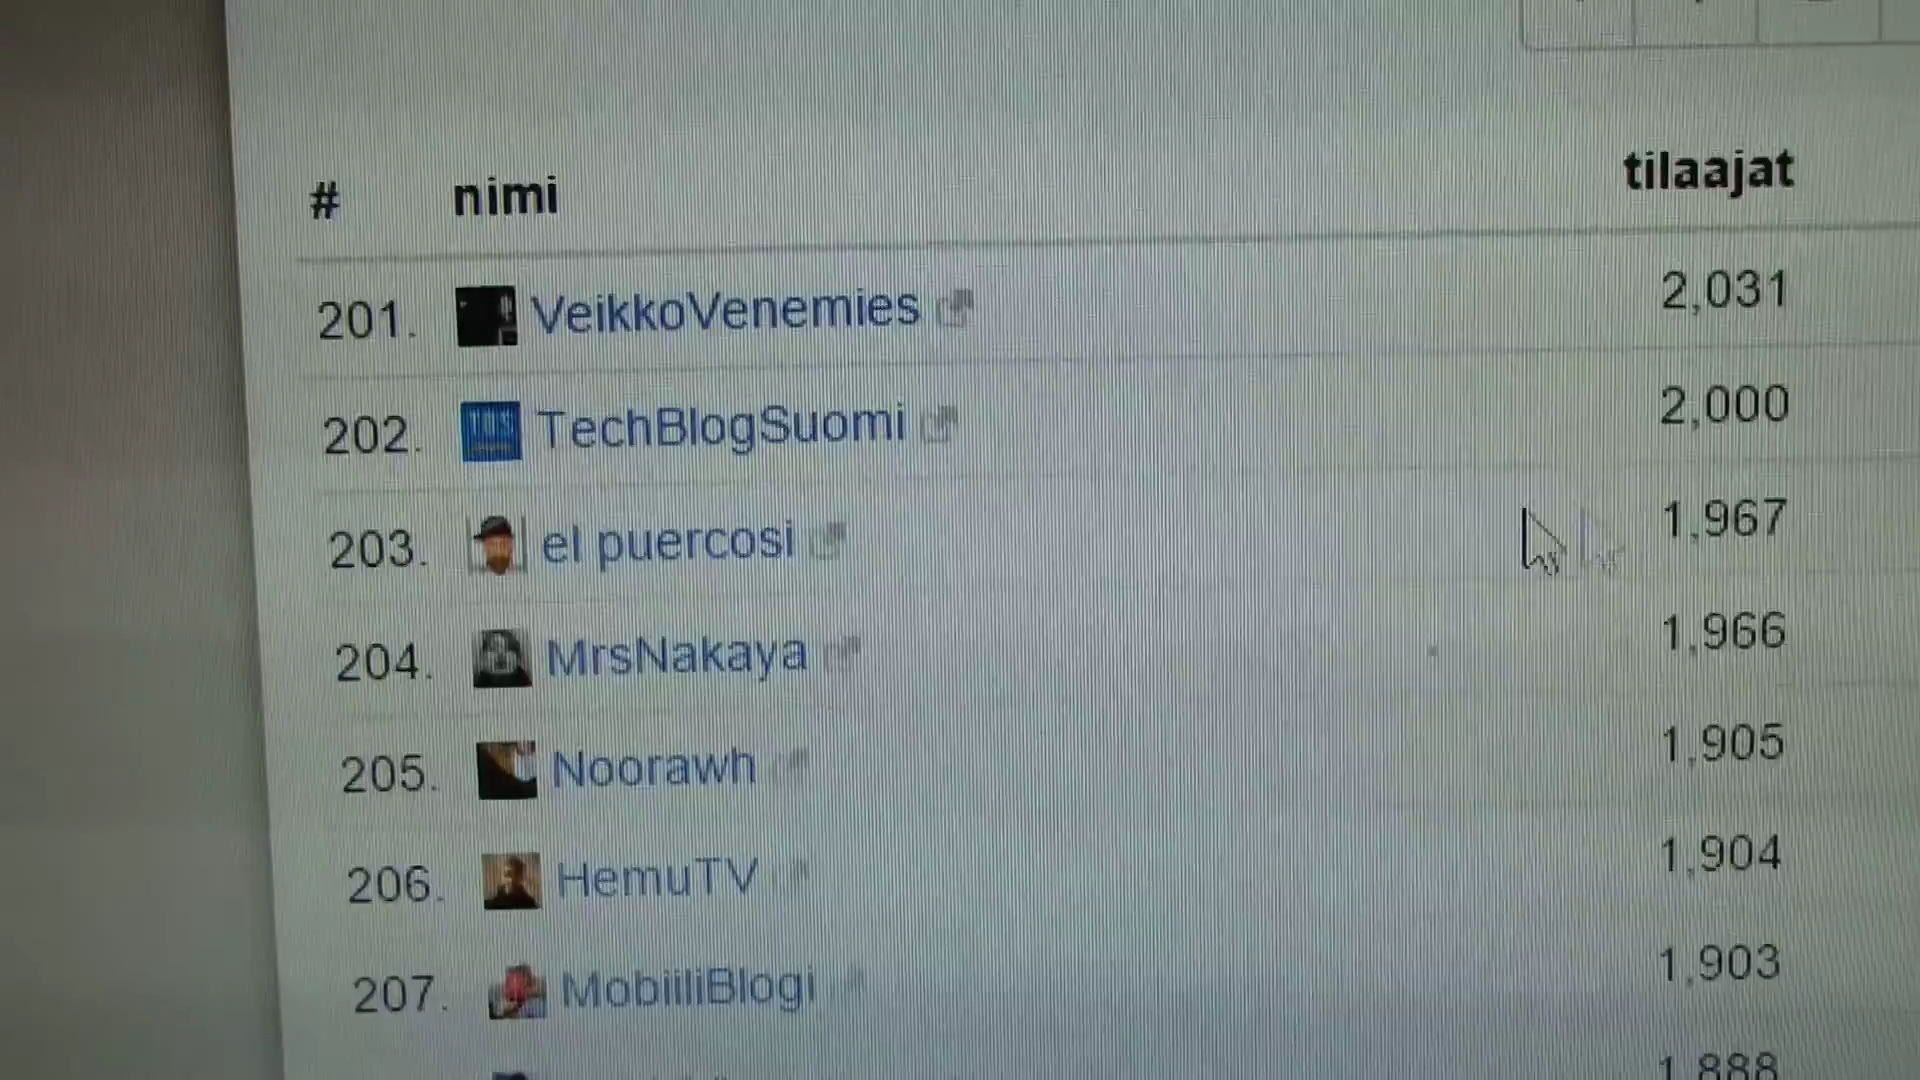 # nimi tilaajat
201. VeikkoVenemies 2,031
202. TBS TechBlogSuomi 2,000
203. el puercosi 1,967
204. MrsNakaya 1,966
205. Noorawh 1,905
206. HemuTV 1,904
207. MobiiliBlogi 1,903
1,888